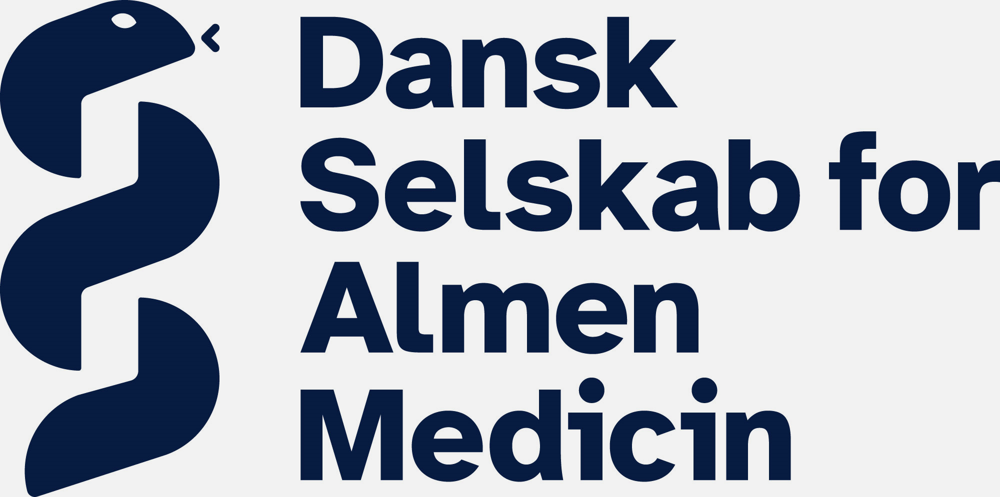 Dansk
Selskab for
Almen
Medicin